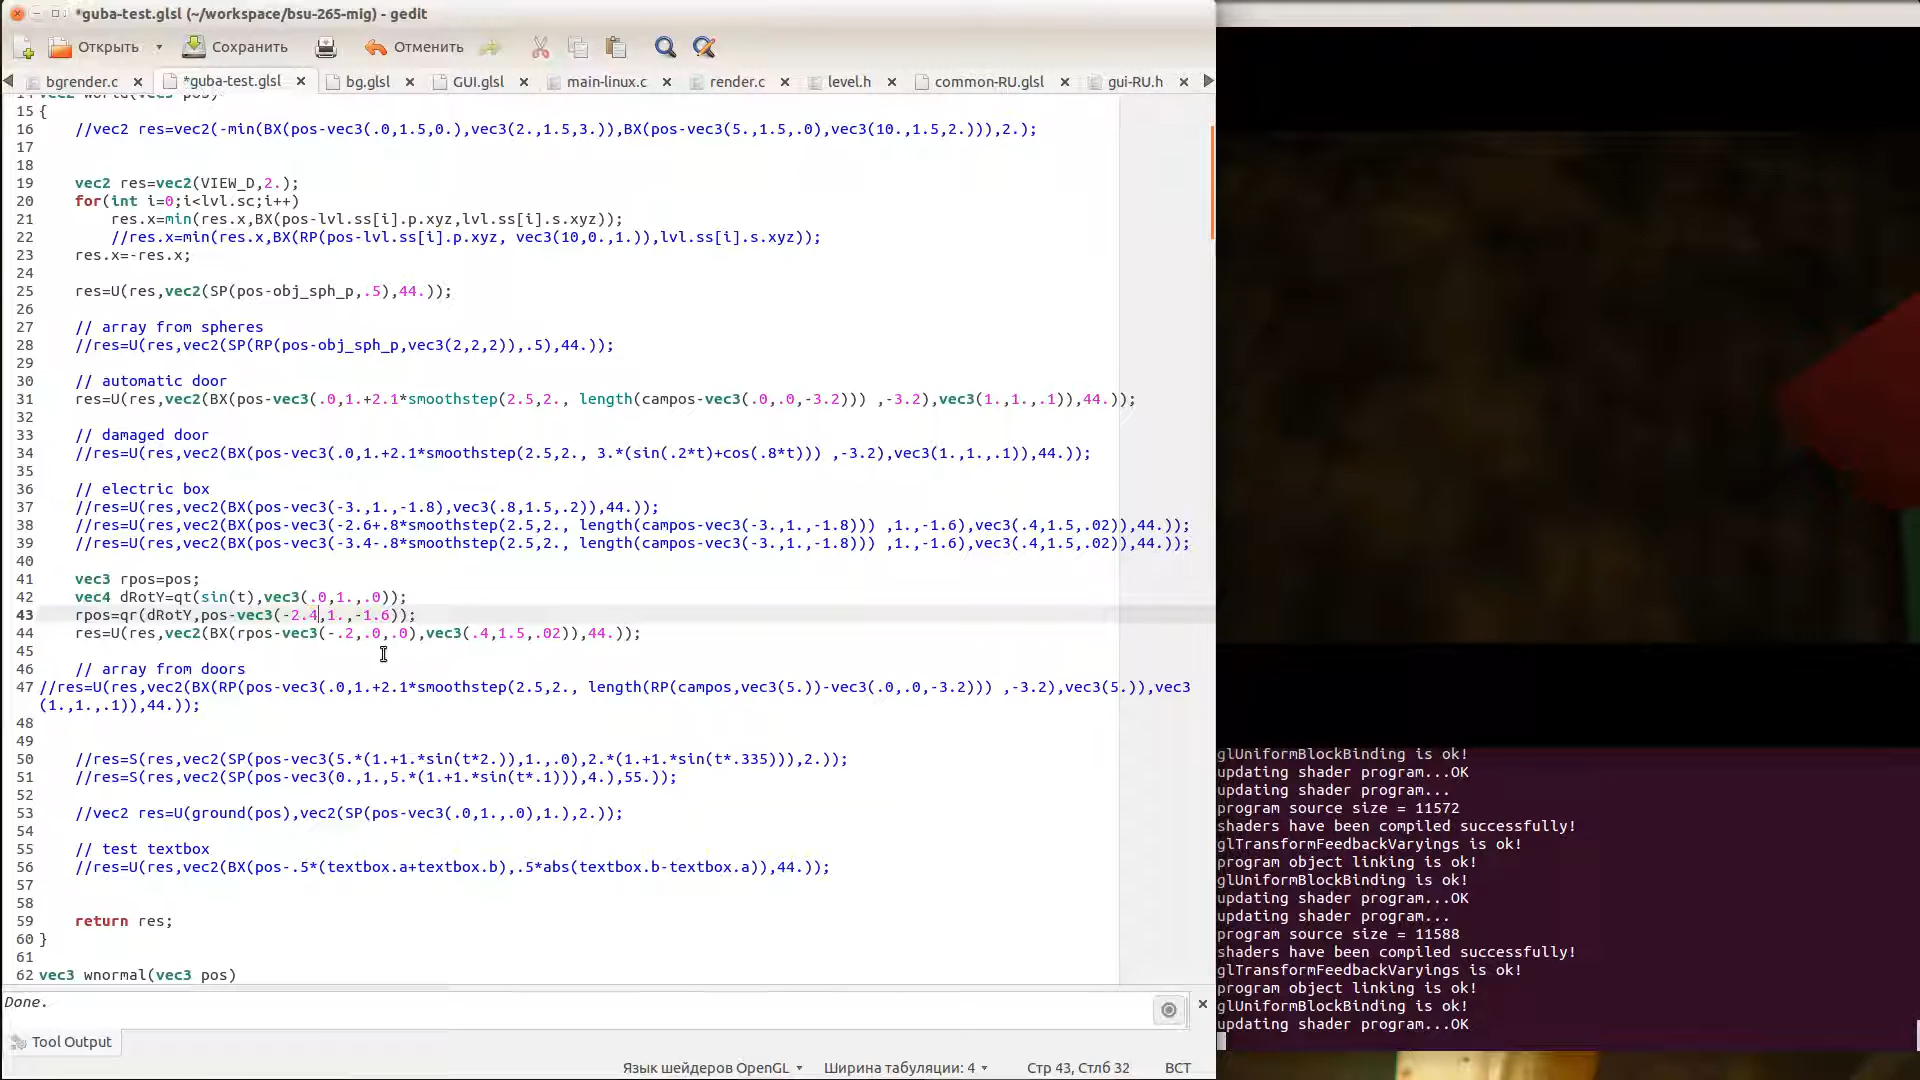 *guba-test.glsl (~/workspace/bsu-265-mig) - gedit
Открыть Сохранить Отменить
bgrender.c *guba-test.glsl bg.glsl GUI.glsl main-linux.c render.c level.h common-RU.glsl gui-RU.h
14 vec2 world(vec3 pos)
15 {
16 //vec2 res=vec2(-min(BX(pos-vec3(.0,1.5,0.),vec3(2.,1.5,3.)),BX(pos-vec3(5.,1.5,.0),vec3(10.,1.5,2.))),2.);
17
18
19 vec2 res=vec2(VIEW_D,2.);
20 for(int i=0;i<lvl.sc;i++)
21 res.x=min(res.x,BX(pos-lvl.ss[i].p.xyz,lvl.ss[i].s.xyz));
22 //res.x=min(res.x,BX(RP(pos-lvl.ss[i].p.xyz, vec3(10,0.,1.)),lvl.ss[i].s.xyz));
23 res.x=-res.x;
24
25 res=U(res,vec2(SP(pos-obj_sph_p,.5),44.));
26
27 // array from spheres
28 //res=U(res,vec2(SP(RP(pos-obj_sph_p,vec3(2,2,2)),.5),44.));
29
30 // automatic door
31 res=U(res,vec2(BX(pos-vec3(.0,1.+2.1*smoothstep(2.5,2., length(campos-vec3(.0,.0,-3.2))) ,-3.2),vec3(1.,1.,.1)),44.));
32
33 // damaged door
34 //res=U(res,vec2(BX(pos-vec3(.0,1.+2.1*smoothstep(2.5,2., 3.*(sin(.2*t)+cos(.8*t))) ,-3.2),vec3(1.,1.,.1)),44.));
35
36 // electric box
37 //res=U(res,vec2(BX(pos-vec3(-3.,1.,-1.8),vec3(.8,1.5,.2)),44.));
38 //res=U(res,vec2(BX(pos-vec3(-2.6+.8*smoothstep(2.5,2., length(campos-vec3(-3.,1.,-1.8))) ,1.,-1.6),vec3(.4,1.5,.02)),44.));
39 //res=U(res,vec2(BX(pos-vec3(-3.4-.8*smoothstep(2.5,2., length(campos-vec3(-3.,1.,-1.8))) ,1.,-1.6),vec3(.4,1.5,.02)),44.));
40
41 vec3 rpos=pos;
42 vec4 dRotY=qt(sin(t),vec3(.0,1.,.0));
43 rpos=qr(dRotY,pos-vec3(-2.4,1.,-1.6));
44 res=U(res,vec2(BX(rpos-vec3(-.2,.0,.0),vec3(.4,1.5,.02)),44.));
45
46 // array from doors
47 //res=U(res,vec2(BX(RP(pos-vec3(.0,1.+2.1*smoothstep(2.5,2., length(RP(campos,vec3(5.))-vec3(.0,.0,-3.2))) ,-3.2),vec3(5.)),vec3
(1.,1.,.1)),44.));
48
49
50 //res=S(res,vec2(SP(pos-vec3(5.*(1.+1.*sin(t*2.)),1.,.0),2.*(1.+1.*sin(t*.335))),2.));
51 //res=S(res,vec2(SP(pos-vec3(0.,1.,5.*(1.+1.*sin(t*.1))),4.),55.));
52
53 //vec2 res=U(ground(pos),vec2(SP(pos-vec3(.0,1.,.0),1.),2.));
54
55 // test textbox
56 //res=U(res,vec2(BX(pos-.5*(textbox.a+textbox.b),.5*abs(textbox.b-textbox.a)),44.));
57
58
59 return res;
60 }
61
62 vec3 wnormal(vec3 pos)
Done.
Tool Output
Язык шейдеров OpenGL Ширина табуляции: 4 Стр 43, Стлб 32 ВСТ
glUniformBlockBinding is ok!
updating shader program...OK
updating shader program...
program source size = 11572
shaders have been compiled successfully!
glTransformFeedbackVaryings is ok!
program object linking is ok!
glUniformBlockBinding is ok!
updating shader program...OK
updating shader program...
program source size = 11588
shaders have been compiled successfully!
glTransformFeedbackVaryings is ok!
program object linking is ok!
glUniformBlockBinding is ok!
updating shader program...OK